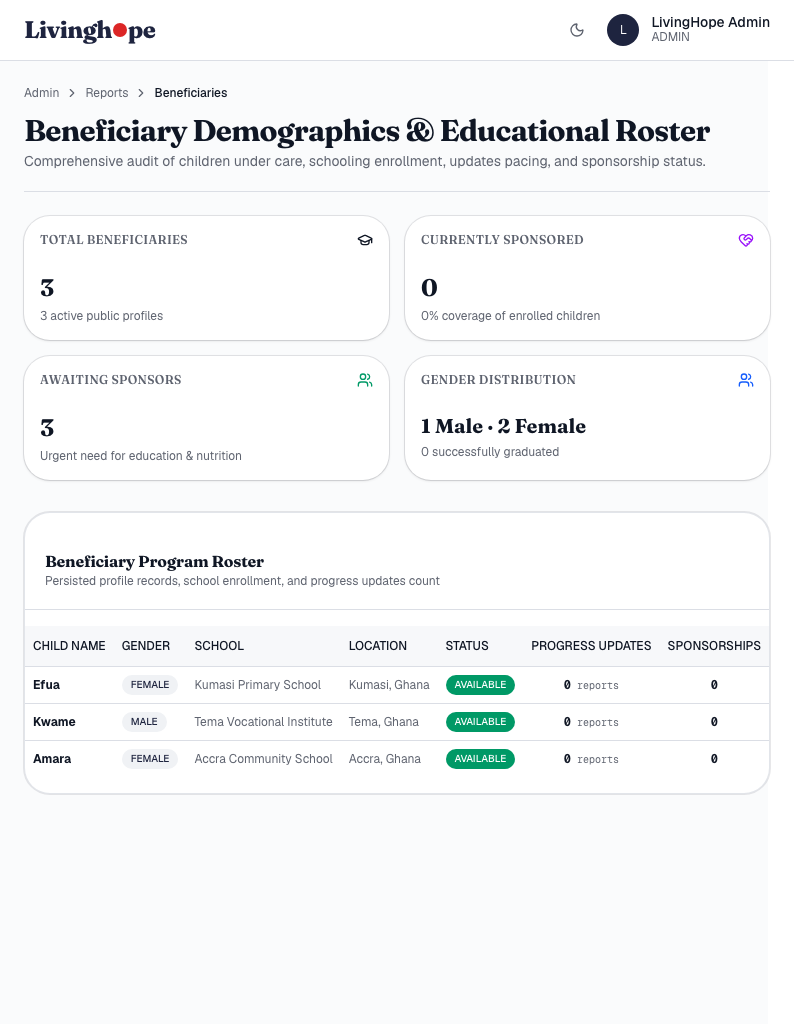 Livinghope
L
LivingHope Admin
ADMIN
Admin > Reports > Beneficiaries
Beneficiary Demographics & Educational Roster
Comprehensive audit of children under care, schooling enrollment, updates pacing, and sponsorship status.
TOTAL BENEFICIARIES
3
3 active public profiles
CURRENTLY SPONSORED
0
0% coverage of enrolled children
AWAITING SPONSORS
3
Urgent need for education & nutrition
GENDER DISTRIBUTION
1 Male · 2 Female
0 successfully graduated
Beneficiary Program Roster
Persisted profile records, school enrollment, and progress updates count
CHILD NAME GENDER SCHOOL LOCATION STATUS PROGRESS UPDATES SPONSORSHIPS
Efua FEMALE Kumasi Primary School Kumasi, Ghana AVAILABLE 0 reports 0
Kwame MALE Tema Vocational Institute Tema, Ghana AVAILABLE 0 reports 0
Amara FEMALE Accra Community School Accra, Ghana AVAILABLE 0 reports 0